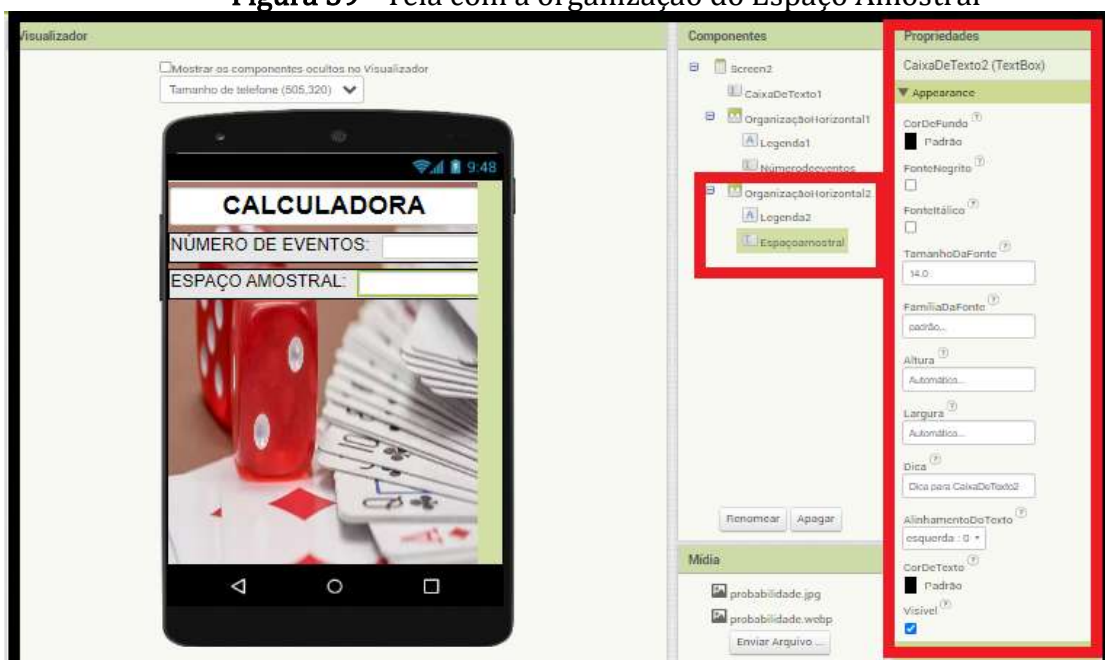 Figura 59 - Tela com a organização do Espaço Amostral
Visualizador
Mostrar os componentes ocultos no Visualizador
Tamanho de telefone (505,320)
9:48
CALCULADORA
NÚMERO DE EVENTOS:
ESPAÇO AMOSTRAL:
Componentes
Screen2
CaixaDeTexto1
OrganizaçãoHorizontal1
Legenda1
Númerodeeventos
OrganizaçãoHorizontal2
Legenda2
Espaçoamostral
Renomear Apagar
Mídia
probabilidade.jpg
probabilidade.webp
Enviar Arquivo ...
Propriedades
CaixaDeTexto2 (TextBox)
Appearance
CorDeFundo
Padrão
FonteNegrito
FonteItálico
TamanhoDaFonte
14.0
FamíliaDaFonte
padrão...
Altura
Automático...
Largura
Automático...
Dica
Dica para CaixaDeTexto2
AlinhamentoDoTexto
esquerda : 0
CorDeTexto
Padrão
Visível